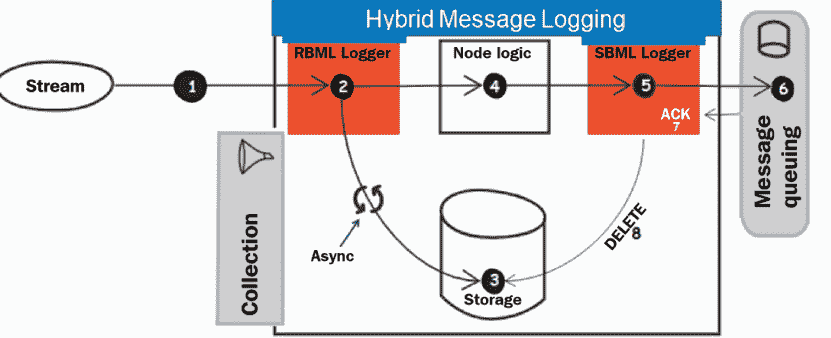 Hybrid Message Logging
RBML Logger
Node logic
SBML Logger
Stream
1
2
4
5
6
ACK
7
Message
queuing
Collection
Async
DELETE
8
3
Storage